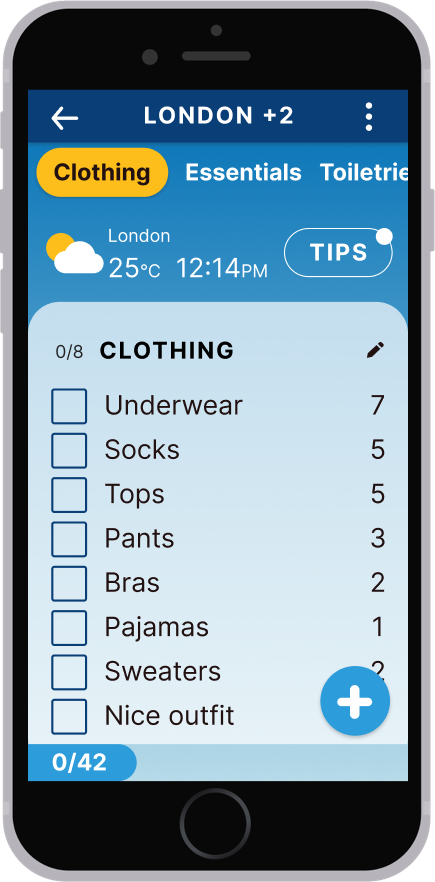 LONDON +2
Clothing Essentials Toiletrie
London
25°C 12:14PM
TIPS
0/8 CLOTHING
Underwear 7
Socks 5
Tops 5
Pants 3
Bras 2
Pajamas 1
Sweaters 2
Nice outfit
0/42